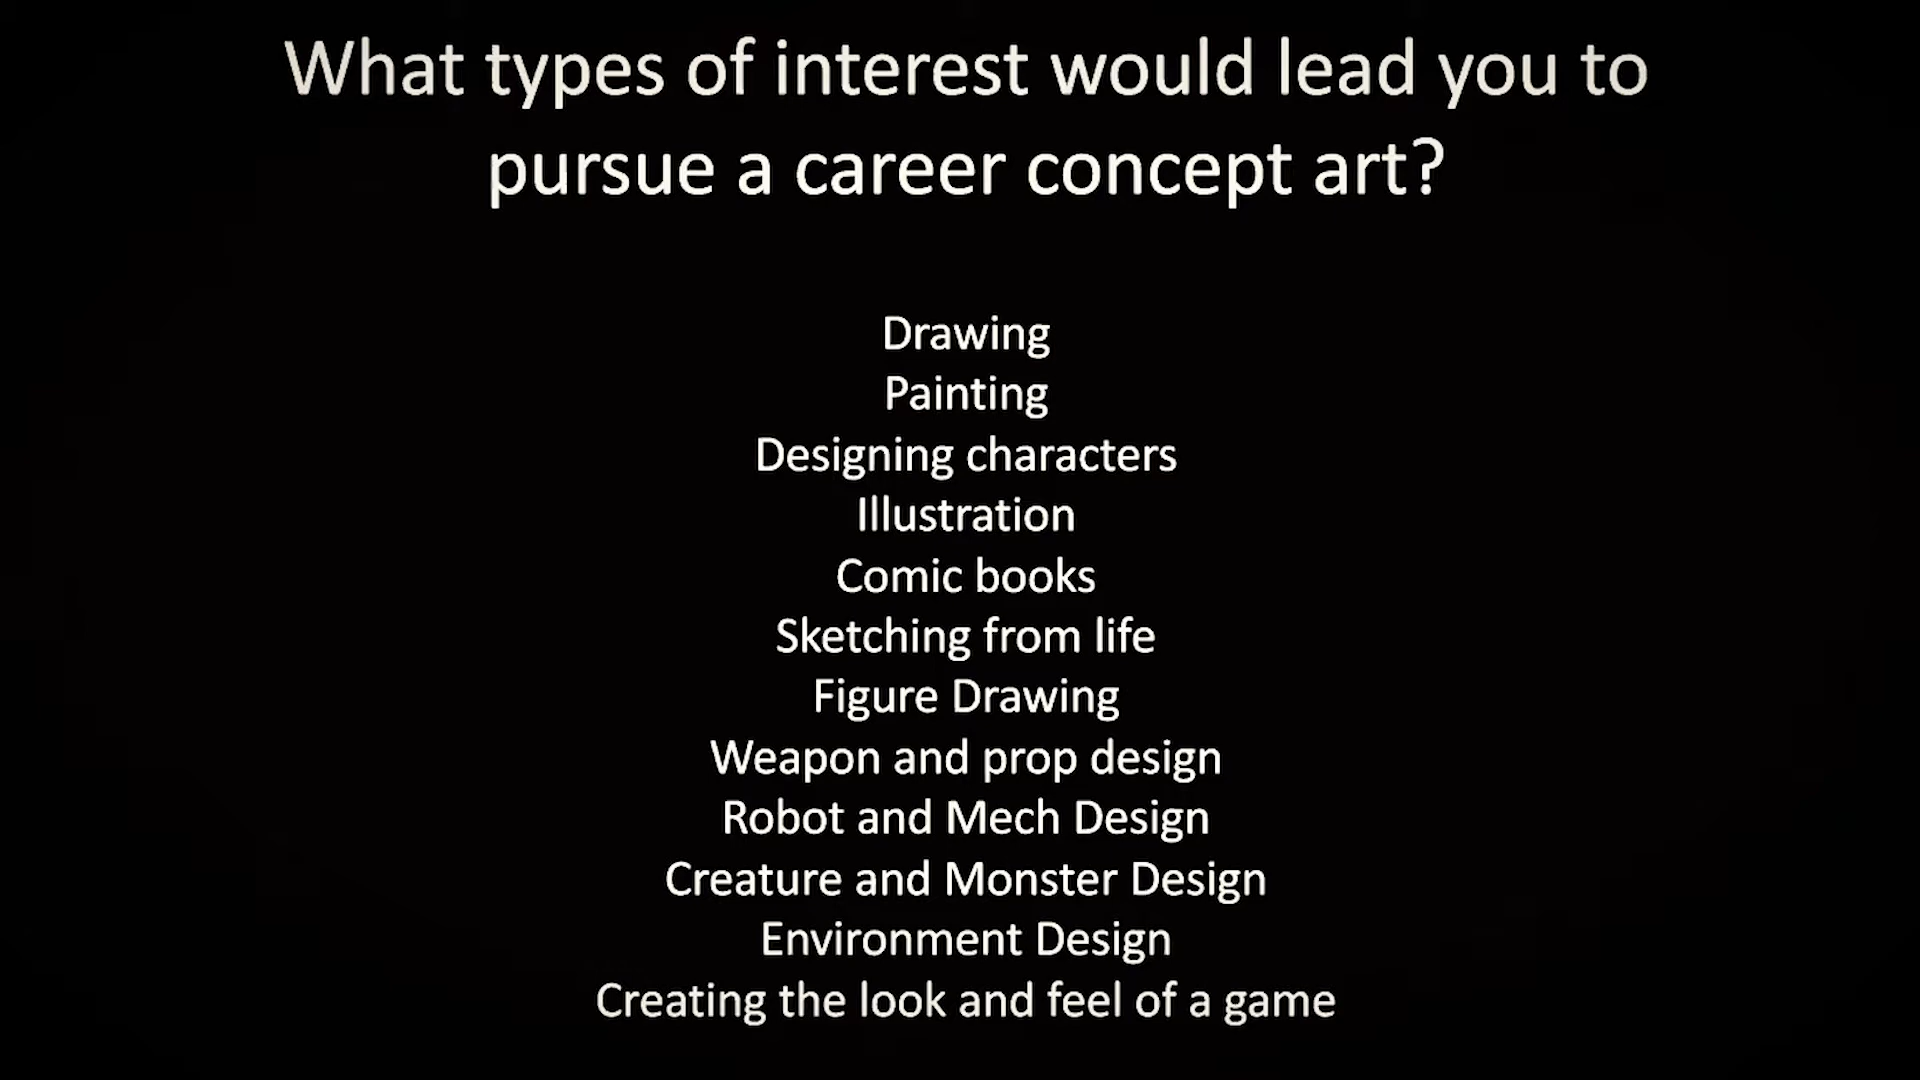 What types of interest would lead you to
pursue a career concept art?
Drawing
Painting
Designing characters
Illustration
Comic books
Sketching from life
Figure Drawing
Weapon and prop design
Robot and Mech Design
Creature and Monster Design
Environment Design
Creating the look and feel of a game